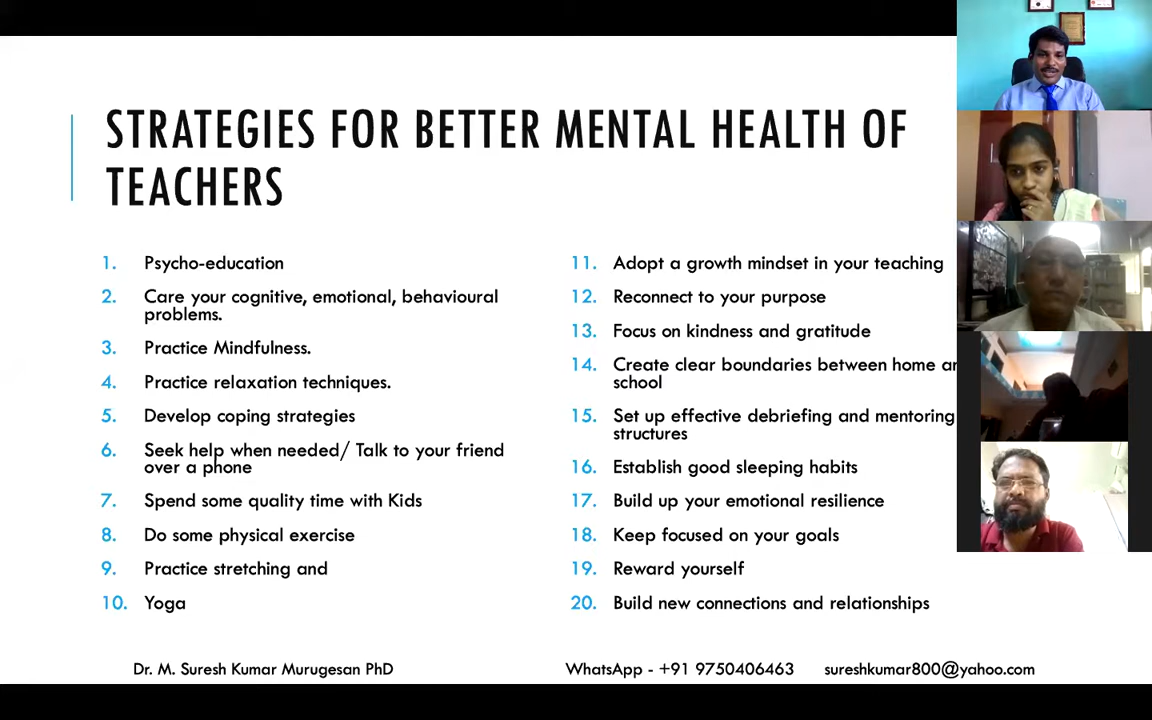 STRATEGIES FOR BETTER MENTAL HEALTH OF
TEACHERS
1. Psycho-education
2. Care your cognitive, emotional, behavioural
problems.
3. Practice Mindfulness.
4. Practice relaxation techniques.
5. Develop coping strategies
6. Seek help when needed/ Talk to your friend
over a phone
7. Spend some quality time with Kids
8. Do some physical exercise
9. Practice stretching and
10. Yoga
11. Adopt a growth mindset in your teaching
12. Reconnect to your purpose
13. Focus on kindness and gratitude
14. Create clear boundaries between home
school
15. Set up effective debriefing and mentoring
structures
16. Establish good sleeping habits
17. Build up your emotional resilience
18. Keep focused on your goals
19. Reward yourself
20. Build new connections and relationships
Dr. M. Suresh Kumar Murugesan PhD
WhatsApp - +91 9750406463 sureshkumar800@yahoo.com